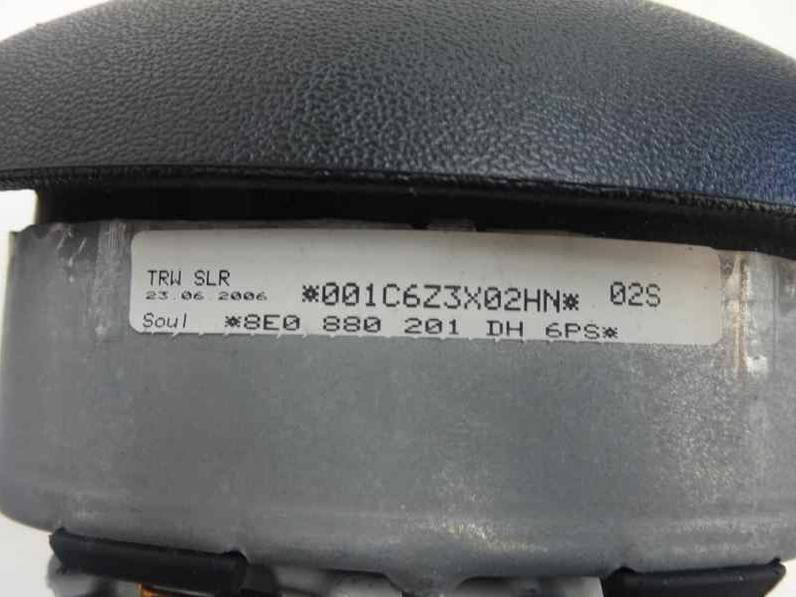 TRW SLR
23.06.2006 *001C6Z3X02HN* 02S
Soul *8E0 880 201 DH 6PS*